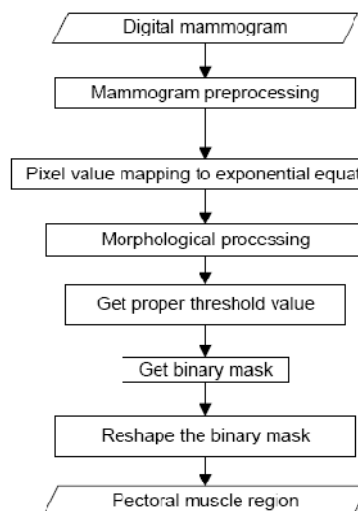 Digital mammogram
Mammogram preprocessing
Pixel value mapping to exponential equat
Morphological processing
Get proper threshold value
Get binary mask
Reshape the binary mask
Pectoral muscle region